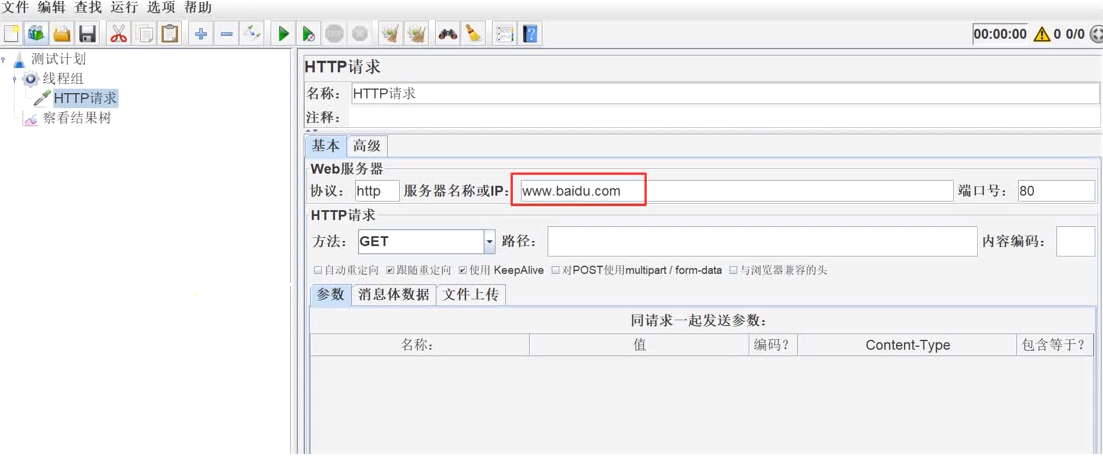 文件 编辑 查找 运行 选项 帮助
00:00:00 0 0/0
测试计划
线程组
HTTP请求
察看结果树
HTTP请求
名称: HTTP请求
注释:
基本 高级
Web服务器
协议: http 服务器名称或IP: www.baidu.com 端口号: 80
HTTP请求
方法: GET 路径: 内容编码:
自动重定向 跟随重定向 使用 KeepAlive 对POST使用multipart / form-data 与浏览器兼容的头
参数 消息体数据 文件上传
同请求一起发送参数:
名称: 值 编码? Content-Type 包含等于?